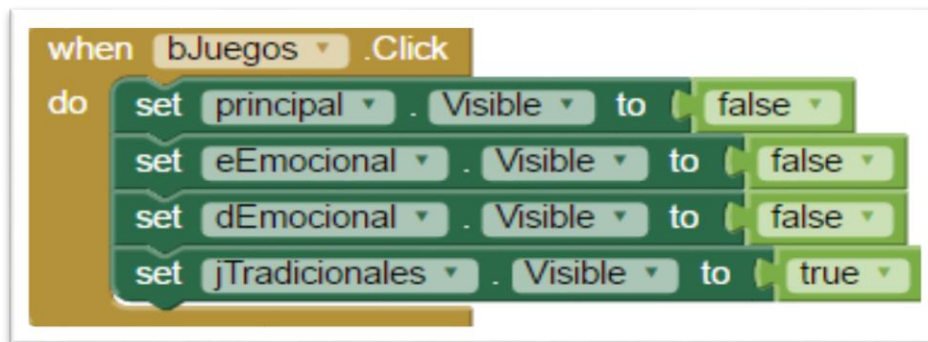 when bJuegos .Click
do set principal . Visible to false
set eEmocional . Visible to false
set dEmocional . Visible to false
set jTradicionales . Visible to true